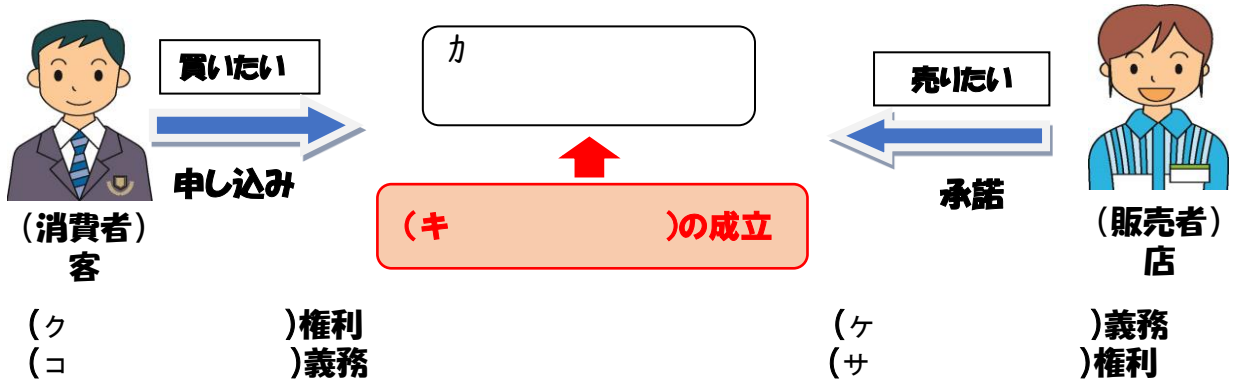 買いたい
カ
売りたい
申し込み
承諾
(キ　　　　　　)の成立
(消費者)
客
(販売者)
店
(ク　　　　　　)権利
(ケ　　　　　　)義務
(コ　　　　　　)義務
(サ　　　　　　)権利